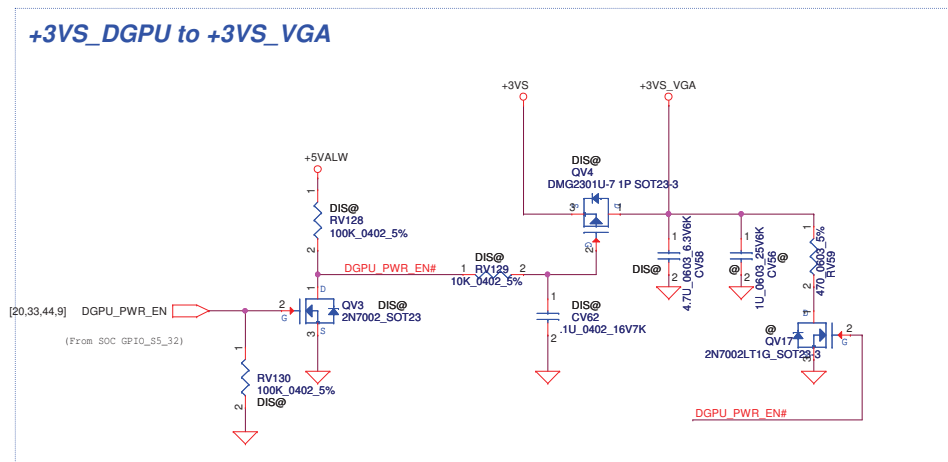 +3VS_DGPU to +3VS_VGA
+3VS
+3VS_VGA
+5VALW
DIS@
QV4
DMG2301U-7 1P SOT23-3
3
1
2
G
1
DIS@
RV128
100K_0402_5%
2
DGPU_PWR_EN#
DIS@
1
RV129
2
10K_0402_5%
1
DIS@
CV62
.1U_0402_16V7K
2
1
2
DIS@
4.7U_0603_6.3V6K
CV58
1
2
@
1U_0603_25V6K
CV56
@
1
2
470_0603_5%
RV59
[20,33,44,9]
DGPU_PWR_EN
(From SOC GPIO_S5_32)
2
G
1
D
S
3
QV3
DIS@
2N7002_SOT23
1
RV130
100K_0402_5%
DIS@
2
@
QV17
2N7002LT1G_SOT23-3
1
D
2
G
3
DGPU_PWR_EN#